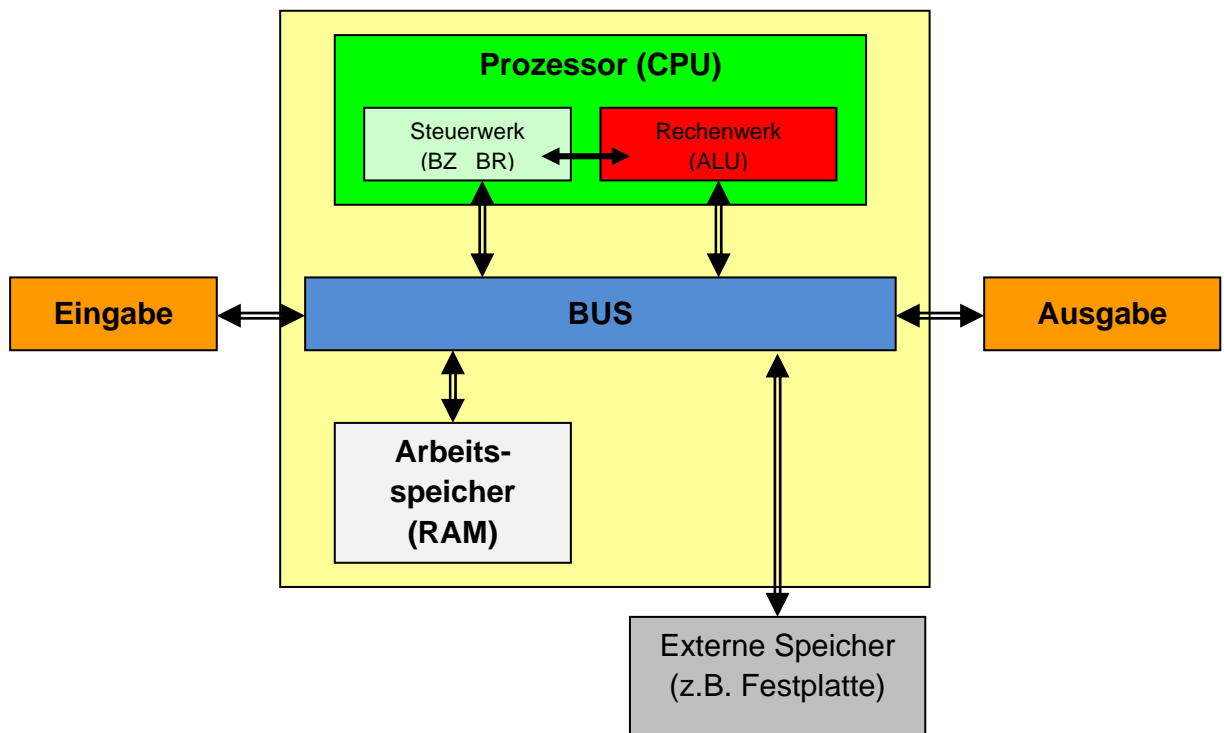 Prozessor (CPU)
Steuerwerk
(BZ BR)
Rechenwerk
(ALU)
Eingabe
BUS
Ausgabe
Arbeits-
speicher
(RAM)
Externe Speicher
(z.B. Festplatte)